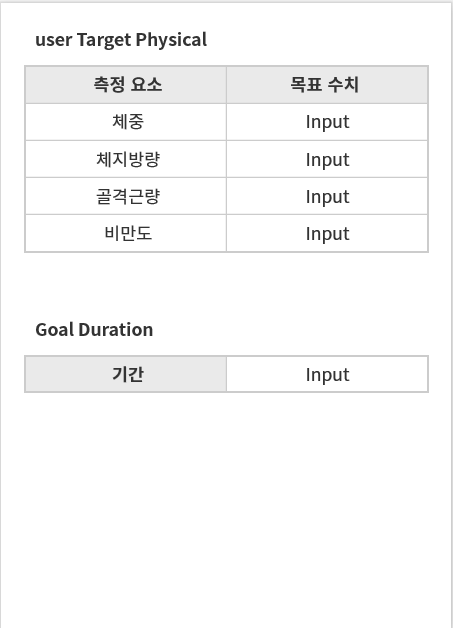 user Target Physical
측정 요소 목표 수치
체중 Input
체지방량 Input
골격근량 Input
비만도 Input
Goal Duration
기간 Input